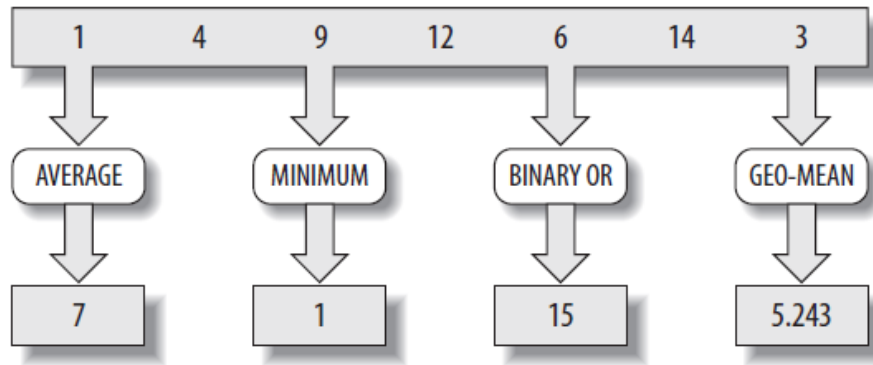 1 4 9 12 6 14 3
AVERAGE MINIMUM BINARY OR GEO-MEAN
7 1 15 5.243